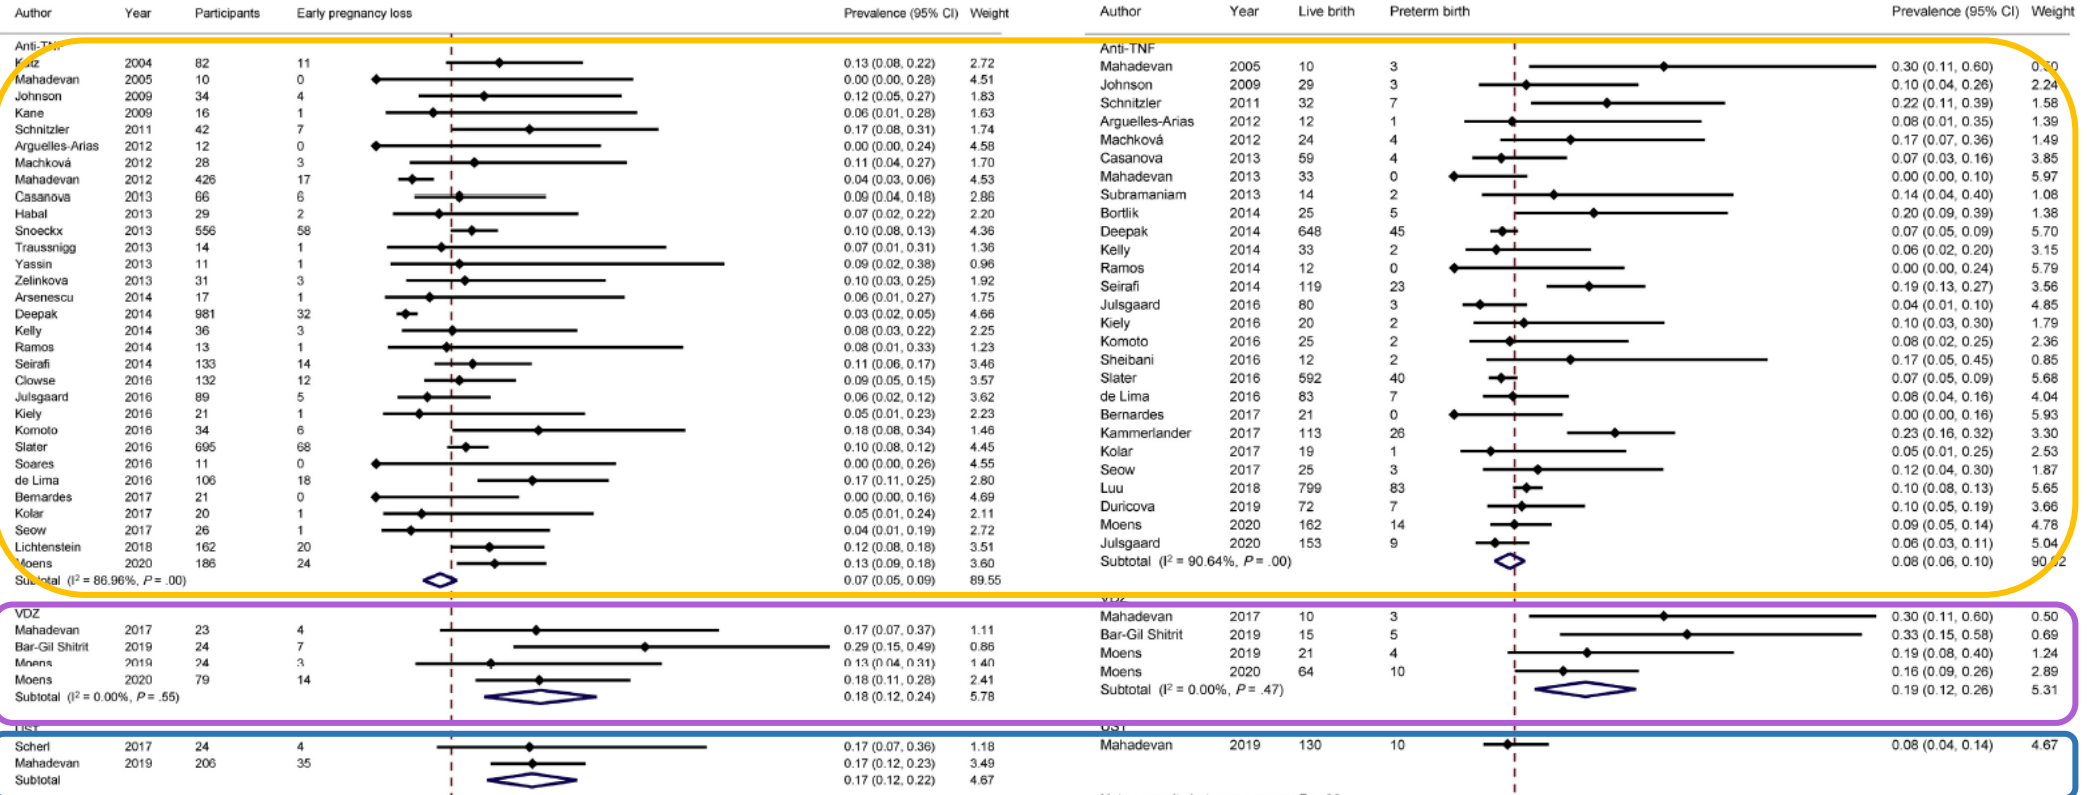 Author Year Participants Early pregnancy loss Prevalence (95% CI) Weight
Anti-TNF
Katz 2004 82 11 0.13 (0.08, 0.22) 2.72
Mahadevan 2005 10 0 0.00 (0.00, 0.28) 4.51
Johnson 2009 34 4 0.12 (0.05, 0.27) 1.83
Kane 2009 16 1 0.06 (0.01, 0.28) 1.63
Schnitzler 2011 42 7 0.17 (0.08, 0.31) 1.74
Arguelles-Arias 2012 12 0 0.00 (0.00, 0.24) 4.58
Machková 2012 28 3 0.11 (0.04, 0.27) 1.70
Mahadevan 2012 426 17 0.04 (0.03, 0.06) 4.53
Casanova 2013 66 6 0.09 (0.04, 0.18) 2.86
Habal 2013 29 2 0.07 (0.02, 0.22) 2.20
Snoeckx 2013 556 58 0.10 (0.08, 0.13) 4.36
Traussnigg 2013 14 1 0.07 (0.01, 0.31) 1.36
Yassin 2013 11 1 0.09 (0.02, 0.38) 0.96
Zelinkova 2013 31 3 0.10 (0.03, 0.25) 1.92
Arsenescu 2014 17 1 0.06 (0.01, 0.27) 1.75
Deepak 2014 981 32 0.03 (0.02, 0.05) 4.66
Kelly 2014 36 3 0.08 (0.03, 0.22) 2.25
Ramos 2014 13 1 0.08 (0.01, 0.33) 1.23
Seirafi 2014 133 14 0.11 (0.06, 0.17) 3.46
Clowse 2016 132 12 0.09 (0.05, 0.15) 3.57
Julsgaard 2016 89 5 0.06 (0.02, 0.12) 3.62
Kiely 2016 21 1 0.05 (0.01, 0.23) 2.23
Komoto 2016 34 6 0.18 (0.08, 0.34) 1.46
Slater 2016 695 68 0.10 (0.08, 0.12) 4.45
Soares 2016 11 0 0.00 (0.00, 0.26) 4.55
de Lima 2016 106 18 0.17 (0.11, 0.25) 2.80
Bernardes 2017 21 0 0.00 (0.00, 0.16) 4.69
Kolar 2017 20 1 0.05 (0.01, 0.24) 2.11
Seow 2017 26 1 0.04 (0.01, 0.19) 2.72
Lichtenstein 2018 162 20 0.12 (0.08, 0.18) 3.51
Moens 2020 186 24 0.13 (0.09, 0.18) 3.60
Subtotal (I² = 86.96%, P = .00) 0.07 (0.05, 0.09) 89.55
VDZ
Mahadevan 2017 23 4 0.17 (0.07, 0.37) 1.11
Bar-Gil Shitrit 2019 24 7 0.29 (0.15, 0.49) 0.86
Moens 2019 24 3 0.13 (0.04, 0.31) 1.40
Moens 2020 79 14 0.18 (0.11, 0.28) 2.41
Subtotal (I² = 0.00%, P = .55) 0.18 (0.12, 0.24) 5.78
UST
Scherl 2017 24 4 0.17 (0.07, 0.36) 1.18
Mahadevan 2019 206 35 0.17 (0.12, 0.23) 3.49
Subtotal 0.17 (0.12, 0.22) 4.67
Author Year Live brith Preterm birth Prevalence (95% CI) Weight
Anti-TNF
Mahadevan 2005 10 3 0.30 (0.11, 0.60) 0.50
Johnson 2009 29 3 0.10 (0.04, 0.26) 2.24
Schnitzler 2011 32 7 0.22 (0.11, 0.39) 1.58
Arguelles-Arias 2012 12 1 0.08 (0.01, 0.35) 1.39
Machková 2012 24 4 0.17 (0.07, 0.36) 1.49
Casanova 2013 59 4 0.07 (0.03, 0.16) 3.85
Mahadevan 2013 33 0 0.00 (0.00, 0.10) 5.97
Subramaniam 2013 14 2 0.14 (0.04, 0.40) 1.08
Bortlik 2014 25 5 0.20 (0.09, 0.39) 1.38
Deepak 2014 648 45 0.07 (0.05, 0.09) 5.70
Kelly 2014 33 2 0.06 (0.02, 0.20) 3.15
Ramos 2014 12 0 0.00 (0.00, 0.24) 5.79
Seirafi 2014 119 23 0.19 (0.13, 0.27) 3.56
Julsgaard 2016 80 3 0.04 (0.01, 0.10) 4.85
Kiely 2016 20 2 0.10 (0.03, 0.30) 1.79
Komoto 2016 25 2 0.08 (0.02, 0.25) 2.36
Sheibani 2016 12 2 0.17 (0.05, 0.45) 0.85
Slater 2016 592 40 0.07 (0.05, 0.09) 5.68
de Lima 2016 83 7 0.08 (0.04, 0.16) 4.04
Bernardes 2017 21 0 0.00 (0.00, 0.16) 5.93
Kammerlander 2017 113 26 0.23 (0.16, 0.32) 3.30
Kolar 2017 19 1 0.05 (0.01, 0.25) 2.53
Seow 2017 25 3 0.12 (0.04, 0.30) 1.87
Luu 2018 799 83 0.10 (0.08, 0.13) 5.65
Duricova 2019 72 7 0.10 (0.05, 0.19) 3.66
Moens 2020 162 14 0.09 (0.05, 0.14) 4.78
Julsgaard 2020 153 9 0.06 (0.03, 0.11) 5.04
Subtotal (I² = 90.64%, P = .00) 0.08 (0.06, 0.10) 90.02
VDZ
Mahadevan 2017 10 3 0.30 (0.11, 0.60) 0.50
Bar-Gil Shitrit 2019 15 5 0.33 (0.15, 0.58) 0.69
Moens 2019 21 4 0.19 (0.08, 0.40) 1.24
Moens 2020 64 10 0.16 (0.09, 0.26) 2.89
Subtotal (I² = 0.00%, P = .47) 0.19 (0.12, 0.26) 5.31
UST
Mahadevan 2019 130 10 0.08 (0.04, 0.14) 4.67